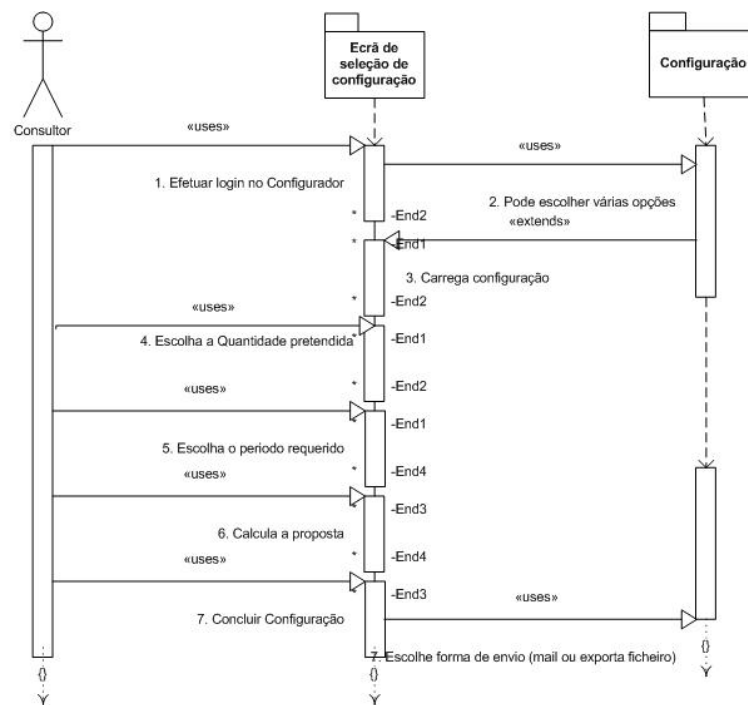 Ecrã de
seleção de
configuração
Configuração
Consultor
«uses»
«uses»
1. Efetuar login no Configurador
2. Pode escolher várias opções
* -End2
«extends»
* -End1
3. Carrega configuração
* -End2
«uses»
4. Escolha a Quantidade pretendida
* -End1
* -End2
«uses»
* -End1
5. Escolha o periodo requerido
* -End4
«uses»
* -End3
6. Calcula a proposta
* -End4
«uses»
* -End3
«uses»
7. Concluir Configuração
{}
7. Escolhe forma de envio (mail ou exporta ficheiro)
{}
{}